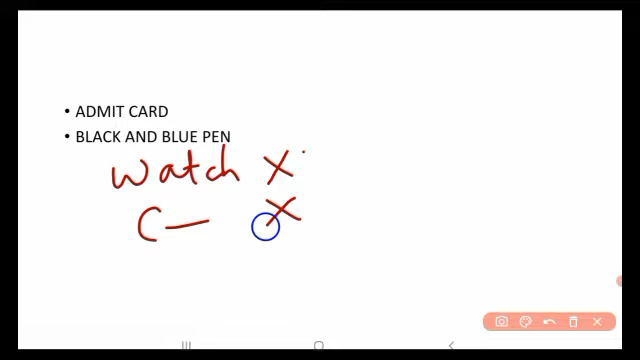 • ADMIT CARD
• BLACK AND BLUE PEN
watch X
C— X